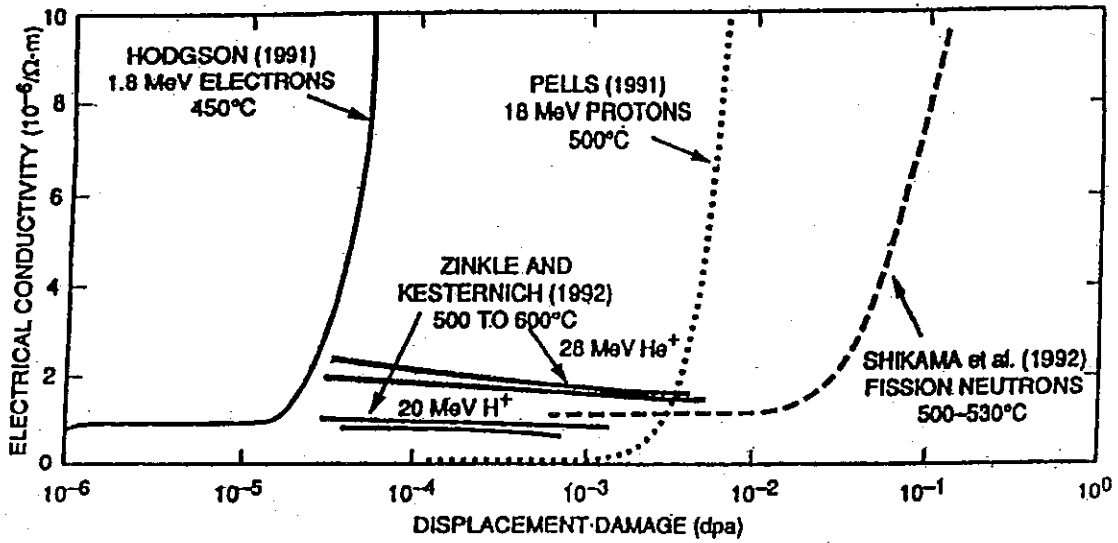 HODGSON (1991)
1.8 MeV ELECTRONS
450°C
PELLS (1991)
18 MeV PROTONS
500°C
ZINKLE AND
KESTERNICH (1992)
500 TO 600°C
28 MeV He+
20 MeV H+
SHIKAMA et al. (1992)
FISSION NEUTRONS
500–530°C
ELECTRICAL CONDUCTIVITY (10⁻⁶/Ω·m)
10
8
6
4
2
0
10⁻⁶
10⁻⁵
10⁻⁴
10⁻³
10⁻²
10⁻¹
10⁰
DISPLACEMENT DAMAGE (dpa)